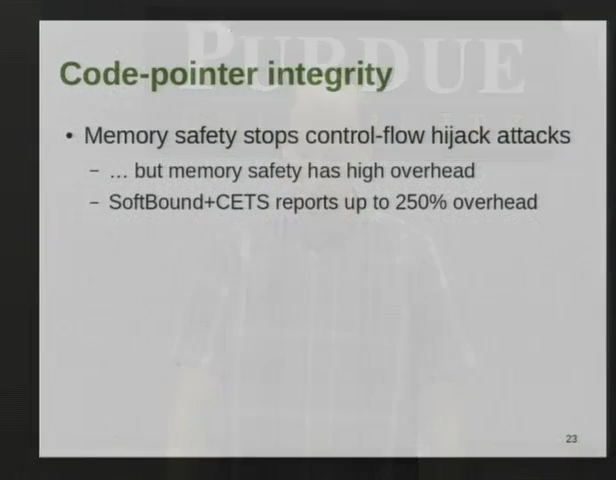 PURDUE
Code-pointer integrity
• Memory safety stops control-flow hijack attacks
– … but memory safety has high overhead
– SoftBound+CETS reports up to 250% overhead
23